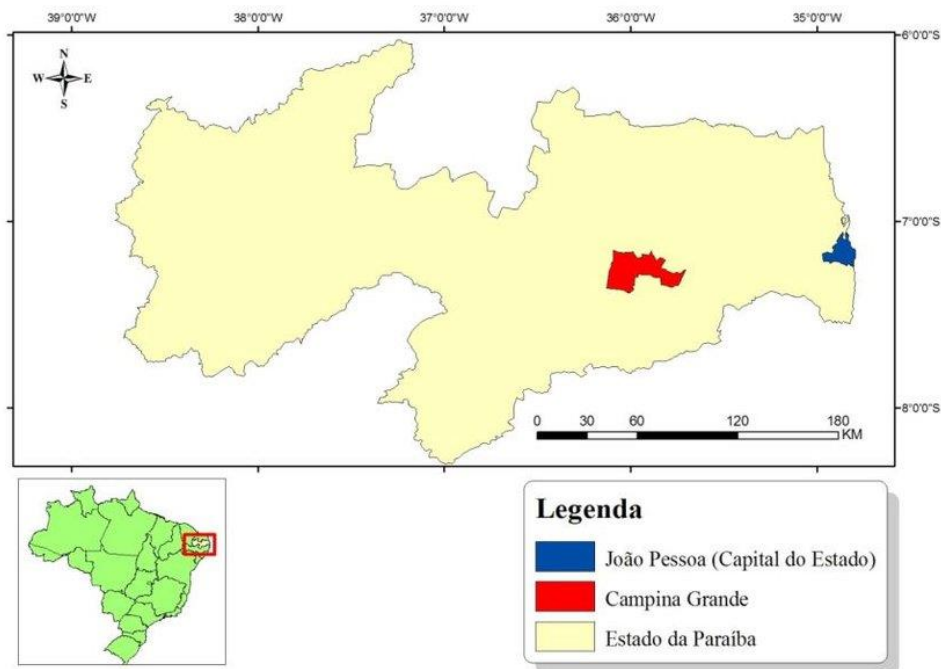 39°0'0"W 38°0'0"W 37°0'0"W 36°0'0"W 35°0'0"W
6°0'0"S
N
W E
S
7°0'0"S
8°0'0"S
0 30 60 120 180
KM
Legenda
João Pessoa (Capital do Estado)
Campina Grande
Estado da Paraíba